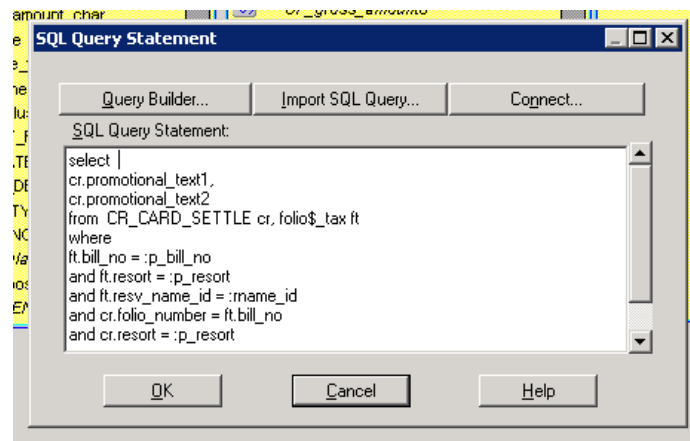 amount_char
cr_gross_amount6
SQL Query Statement
Query Builder...
Import SQL Query...
Connect...
SQL Query Statement:
select
cr.promotional_text1,
cr.promotional_text2
from CR_CARD_SETTLE cr, folio$_tax ft
where
ft.bill_no = :p_bill_no
and ft.resort = :p_resort
and ft.resv_name_id = :rname_id
and cr.folio_number = ft.bill_no
and cr.resort = :p_resort
OK
Cancel
Help